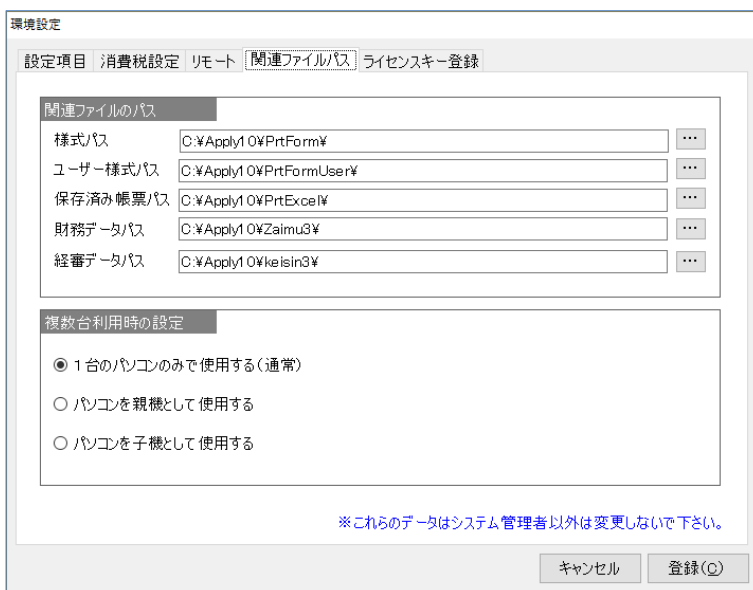 環境設定
設定項目 消費税設定 リモート 関連ファイルパス ライセンスキー登録
関連ファイルのパス
様式パス C:¥Apply10¥PrtForm¥ ...
ユーザー様式パス C:¥Apply10¥PrtFormUser¥ ...
保存済み帳票パス C:¥Apply10¥PrtExcel¥ ...
財務データパス C:¥Apply10¥Zaimu3¥ ...
経審データパス C:¥Apply10¥keisin3¥ ...
複数台利用時の設定
1台のパソコンのみで使用する(通常)
パソコンを親機として使用する
パソコンを子機として使用する
※これらのデータはシステム管理者以外は変更しないで下さい。
キャンセル 登録(C)